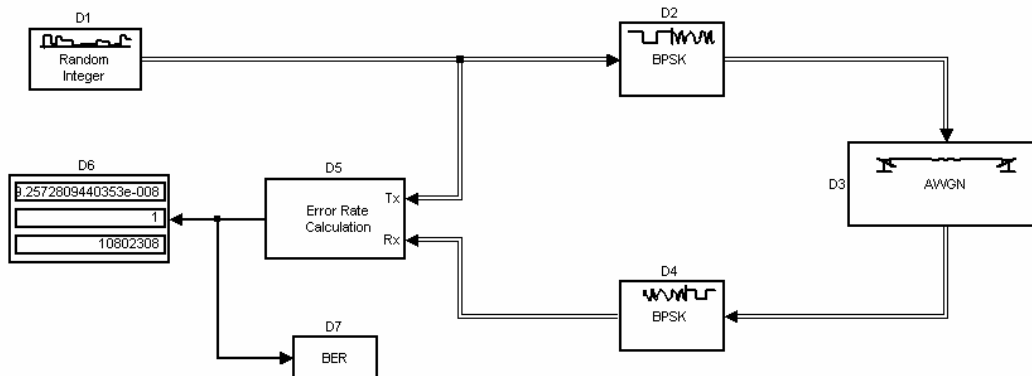 D1
Random
Integer
D2
BPSK
D3
AWGN
D6
9.2572809440353e-008
1
10802308
D5
Error Rate
Calculation
Tx
Rx
D4
BPSK
D7
BER